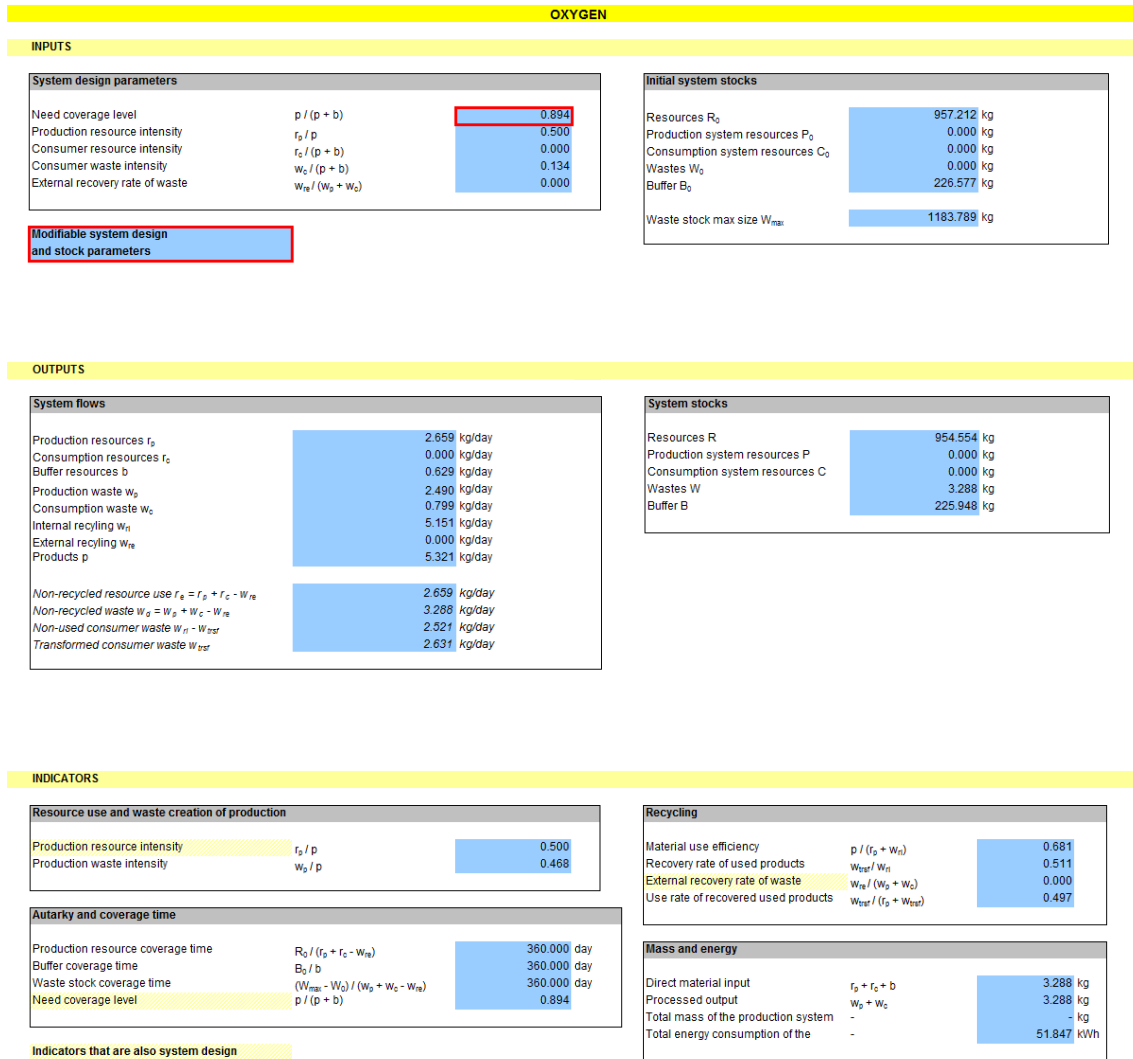 OXYGEN
INPUTS
System design parameters
Need coverage level p / (p + b) 0.894
Production resource intensity rp / p 0.500
Consumer resource intensity rc / (p + b) 0.000
Consumer waste intensity wc / (p + b) 0.134
External recovery rate of waste wre / (wp + wc) 0.000
Modifiable system design
and stock parameters
Initial system stocks
Resources R0 957.212 kg
Production system resources P0 0.000 kg
Consumption system resources C0 0.000 kg
Wastes W0 0.000 kg
Buffer B0 226.577 kg
Waste stock max size Wmax 1183.789 kg
OUTPUTS
System flows
Production resources rp 2.659 kg/day
Consumption resources rc 0.000 kg/day
Buffer resources b 0.629 kg/day
Production waste wp 2.490 kg/day
Consumption waste wc 0.799 kg/day
Internal recyling wri 5.151 kg/day
External recyling wre 0.000 kg/day
Products p 5.321 kg/day
Non-recycled resource use re = rp + rc - wre 2.659 kg/day
Non-recycled waste wd = wp + wc - wre 3.288 kg/day
Non-used consumer waste wri - wtrsf 2.521 kg/day
Transformed consumer waste wtrsf 2.631 kg/day
System stocks
Resources R 954.554 kg
Production system resources P 0.000 kg
Consumption system resources C 0.000 kg
Wastes W 3.288 kg
Buffer B 225.948 kg
INDICATORS
Resource use and waste creation of production
Production resource intensity rp / p 0.500
Production waste intensity wp / p 0.468
Autarky and coverage time
Production resource coverage time R0 / (rp + rc - wre) 360.000 day
Buffer coverage time B0 / b 360.000 day
Waste stock coverage time (Wmax - W0) / (wp + wc - wre) 360.000 day
Need coverage level p / (p + b) 0.894
Indicators that are also system design
Recycling
Material use efficiency p / (rp + wri) 0.681
Recovery rate of used products wtrsf / wri 0.511
External recovery rate of waste wre / (wp + wc) 0.000
Use rate of recovered used products wtrsf / (rp + wtrsf) 0.497
Mass and energy
Direct material input rp + rc + b 3.288 kg
Processed output wp + wc 3.288 kg
Total mass of the production system - - kg
Total energy consumption of the - 51.847 kWh